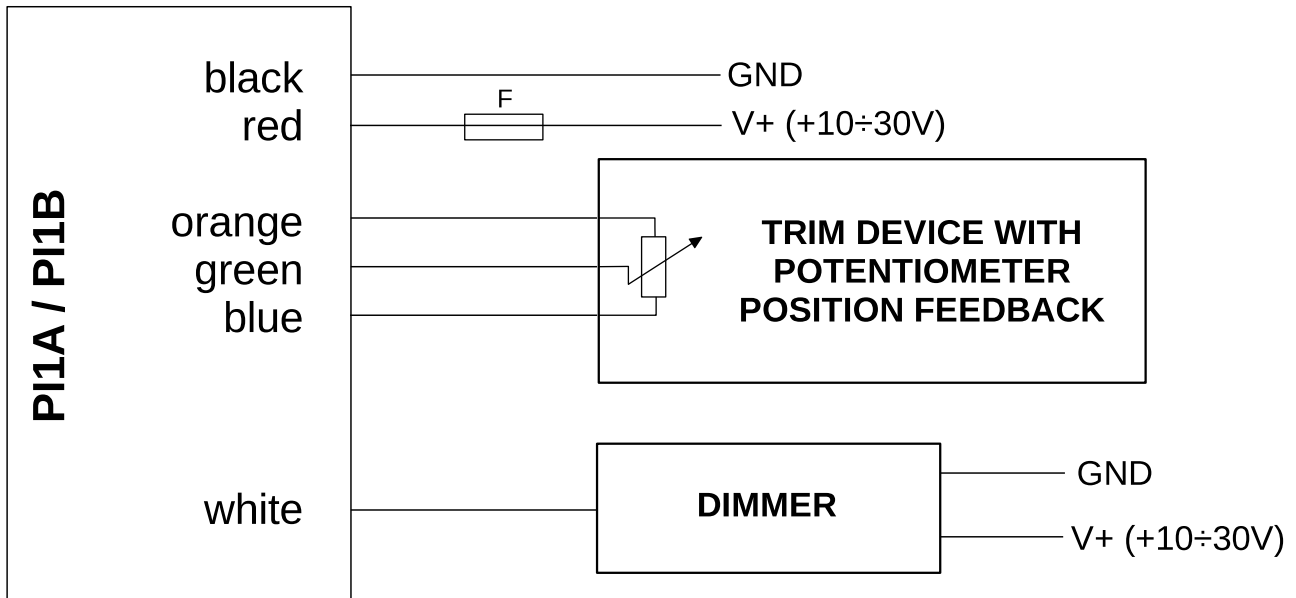 PI1A / PI1B
black
GND
F
red
V+ (+10÷30V)
orange
green
blue
TRIM DEVICE WITH
POTENTIOMETER
POSITION FEEDBACK
white
DIMMER
GND
V+ (+10÷30V)